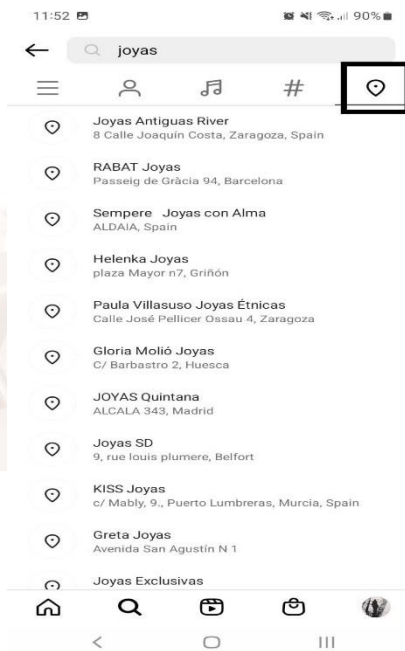 11:52
90%
joyas
#
Joyas Antiguas River
8 Calle Joaquín Costa, Zaragoza, Spain
RABAT Joyas
Passeig de Gràcia 94, Barcelona
Sempere Joyas con Alma
ALDAIA, Spain
Helenka Joyas
plaza Mayor n7, Griñón
Paula Villasuso Joyas Étnicas
Calle José Pellicer Ossau 4, Zaragoza
Gloria Molió Joyas
C/ Barbastro 2, Huesca
JOYAS Quintana
ALCALA 343, Madrid
Joyas SD
9, rue louis plumere, Belfort
KISS Joyas
c/ Mably, 9., Puerto Lumbreras, Murcia, Spain
Greta Joyas
Avenida San Agustín N 1
Joyas Exclusivas